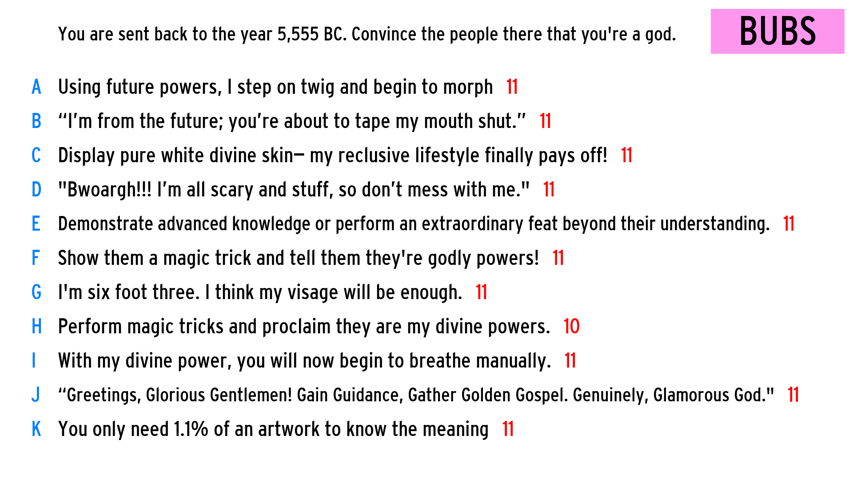 You are sent back to the year 5,555 BC. Convince the people there that you're a god.
BUBS
A Using future powers, I step on twig and begin to morph 11
B “I’m from the future; you’re about to tape my mouth shut.” 11
C Display pure white divine skin— my reclusive lifestyle finally pays off! 11
D "Bwoargh!!! I’m all scary and stuff, so don’t mess with me." 11
E Demonstrate advanced knowledge or perform an extraordinary feat beyond their understanding. 11
F Show them a magic trick and tell them they're godly powers! 11
G I'm six foot three. I think my visage will be enough. 11
H Perform magic tricks and proclaim they are my divine powers. 10
I With my divine power, you will now begin to breathe manually. 11
J “Greetings, Glorious Gentlemen! Gain Guidance, Gather Golden Gospel. Genuinely, Glamorous God." 11
K You only need 1.1% of an artwork to know the meaning 11